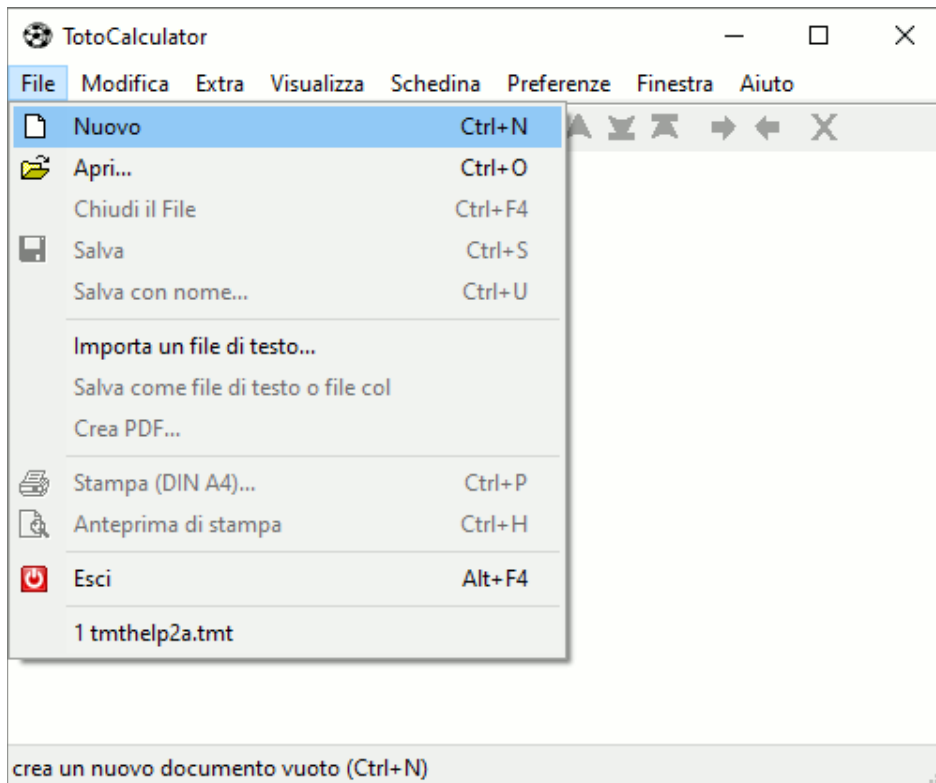 TotoCalculator
File Modifica Extra Visualizza Schedina Preferenze Finestra Aiuto
Nuovo Ctrl+N
Apri... Ctrl+O
Chiudi il File Ctrl+F4
Salva Ctrl+S
Salva con nome... Ctrl+U
Importa un file di testo...
Salva come file di testo o file col
Crea PDF...
Stampa (DIN A4)... Ctrl+P
Anteprima di stampa Ctrl+H
Esci Alt+F4
1 tmthelp2a.tmt
crea un nuovo documento vuoto (Ctrl+N)